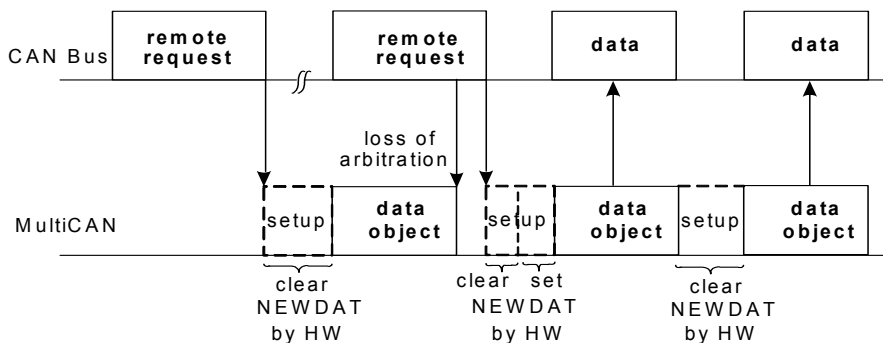 remote
request
remote
request
data
data
CAN Bus
loss of
arbitration
MultiCAN
setup
data
object
setup
data
object
setup
data
object
clear
NEWDAT
by HW
clear set
NEWDAT
by HW
clear
NEWDAT
by HW